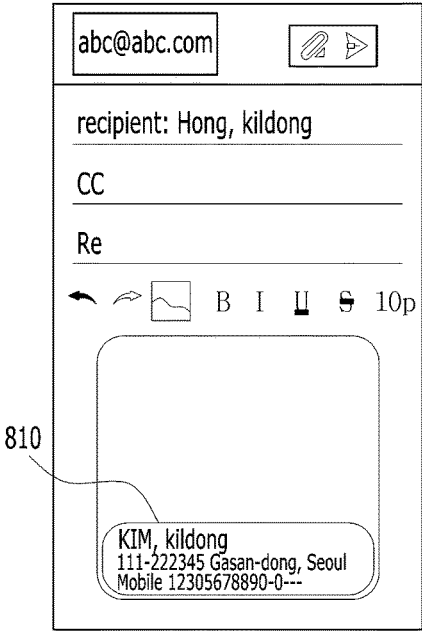 abc@abc.com
recipient: Hong, kildong
CC
Re
B I U S 10p
810
KIM, kildong
111-222345 Gasan-dong, Seoul
Mobile 12305678890-0---